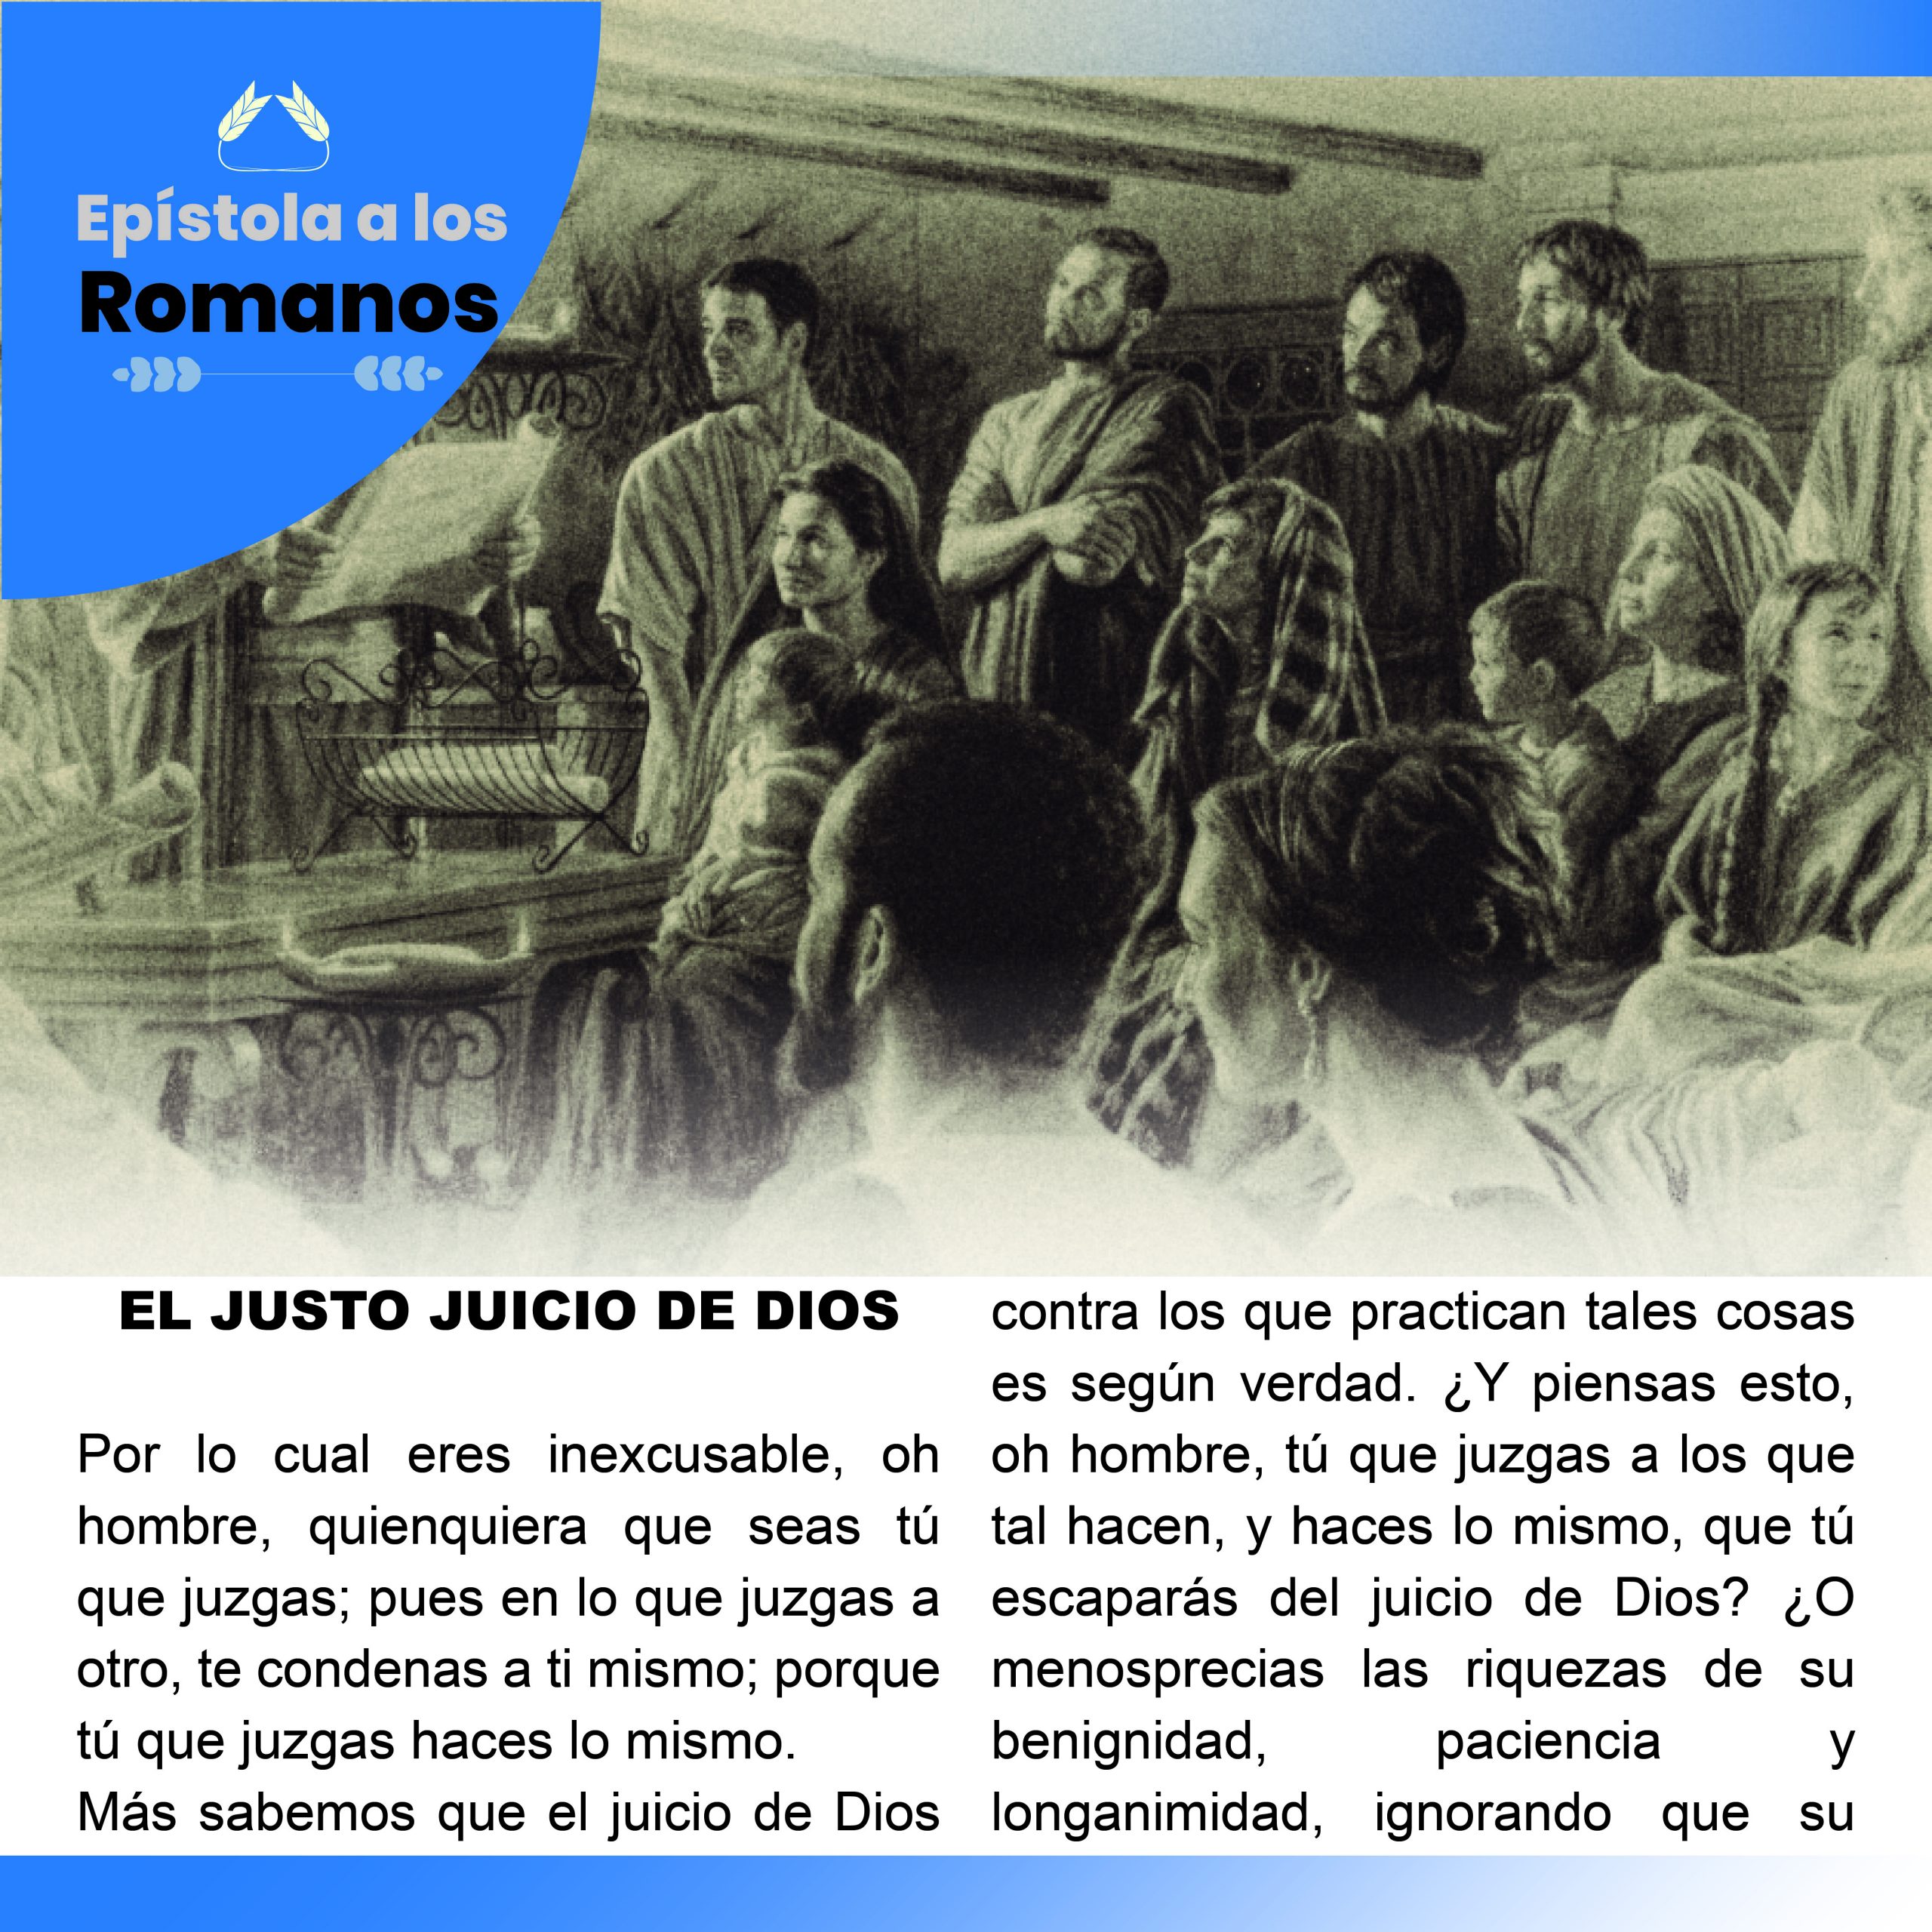 Epístola a los
Romanos
EL JUSTO JUICIO DE DIOS
Por lo cual eres inexcusable, oh
hombre, quienquiera que seas tú
que juzgas; pues en lo que juzgas a
otro, te condenas a ti mismo; porque
tú que juzgas haces lo mismo.
Más sabemos que el juicio de Dios
contra los que practican tales cosas
es según verdad. ¿Y piensas esto,
oh hombre, tú que juzgas a los que
tal hacen, y haces lo mismo, que tú
escaparás del juicio de Dios? ¿O
menosprecias las riquezas de su
benignidad, paciencia y
longanimidad, ignorando que su